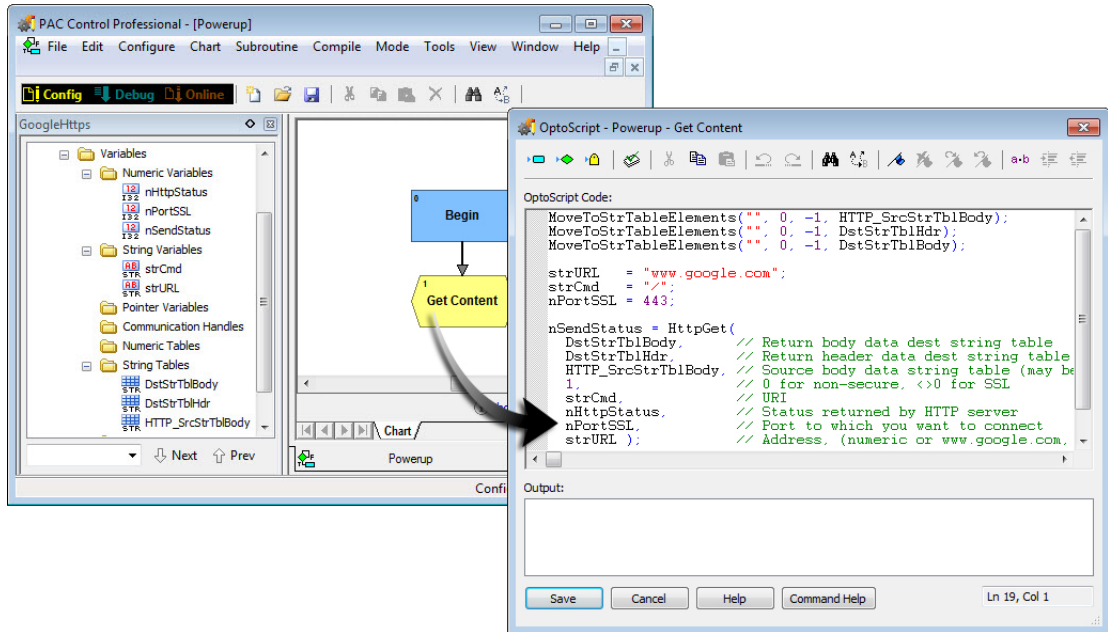 PAC Control Professional - [Powerup]
File Edit Configure Chart Subroutine Compile Mode Tools View Window Help
Config Debug Online
GoogleHttps
Variables
Numeric Variables
nHttpStatus
nPortSSL
nSendStatus
String Variables
strCmd
strURL
Pointer Variables
Communication Handles
Numeric Tables
String Tables
DstStrTblBody
DstStrTblHdr
HTTP_SrcStrTblBody
Next Prev
0
Begin
1
Get Content
Chart
Powerup
OptoScript - Powerup - Get Content
OptoScript Code:
MoveToStrTableElements("", 0, -1, HTTP_SrcStrTblBody);
MoveToStrTableElements("", 0, -1, DstStrTblHdr);
MoveToStrTableElements("", 0, -1, DstStrTblBody);
strURL = "www.google.com";
strCmd = "/";
nPortSSL = 443;
nSendStatus = HttpGet(
DstStrTblBody, // Return body data dest string table
DstStrTblHdr, // Return header data dest string table
HTTP_SrcStrTblBody, // Source body data string table (may be
1, // 0 for non-secure, <>0 for SSL
strCmd, // URI
nHttpStatus, // Status returned by HTTP server
nPortSSL, // Port to which you want to connect
strURL ); // Address, (numeric or www.google.com,
Output:
Save Cancel Help Command Help
Ln 19, Col 1